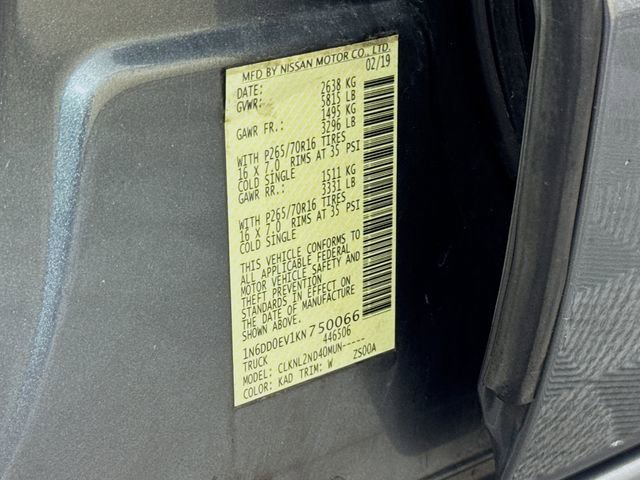 MFD BY NISSAN MOTOR CO., LTD.
DATE: 02/19
GVWR: 2638 KG
5815 LB
GAWR FR.: 1495 KG
3296 LB
WITH P265/70R16 TIRES
16 X 7.0 RIMS AT 35 PSI
COLD SINGLE
GAWR RR.: 1511 KG
3331 LB
WITH P265/70R16 TIRES
16 X 7.0 RIMS AT 35 PSI
COLD SINGLE
THIS VEHICLE CONFORMS TO
ALL APPLICABLE FEDERAL
MOTOR VEHICLE SAFETY AND
THEFT PREVENTION
STANDARDS IN EFFECT ON
THE DATE OF MANUFACTURE
SHOWN ABOVE.
1N6DD0EV1KN750066
TRUCK 446506
MODEL: CLKNL2ND40MUN-----
COLOR: KAD TRIM: W ZS00A